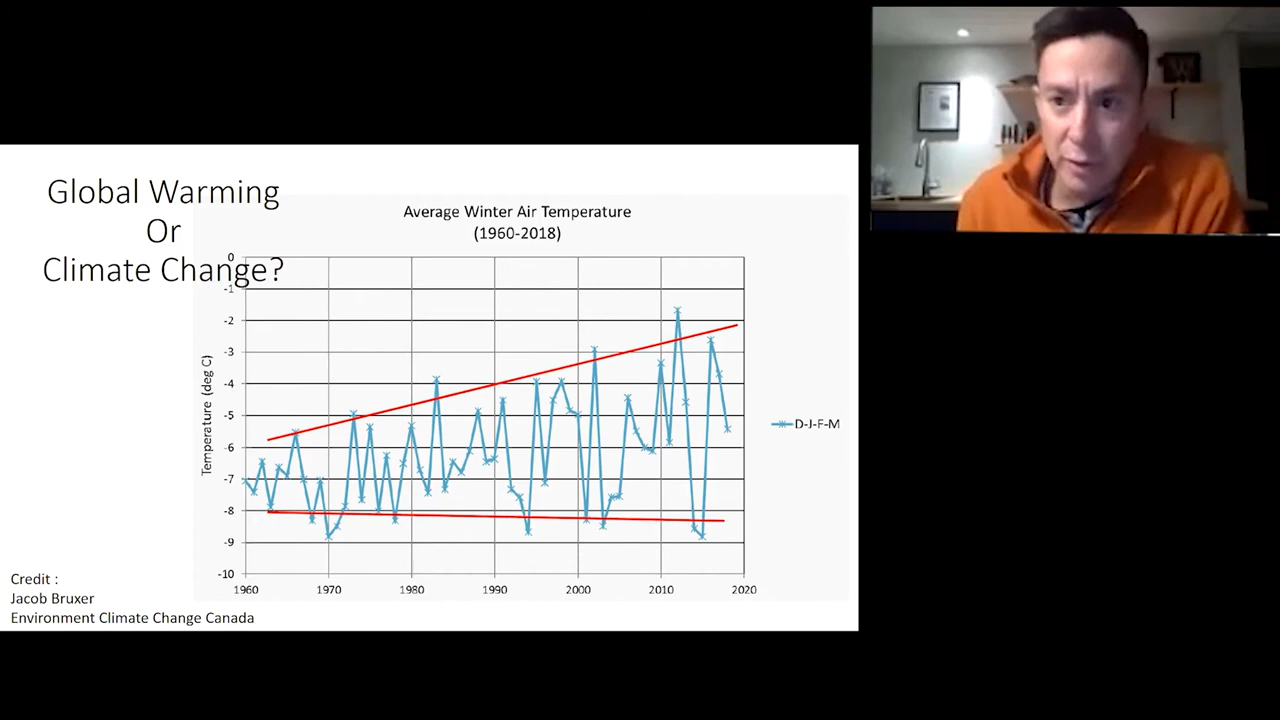 Global Warming
Or
Climate Change?
Average Winter Air Temperature
(1960-2018)
Temperature (deg C)
0
-1
-2
-3
-4
-5
-6
-7
-8
-9
-10
1960
1970
1980
1990
2000
2010
2020
D-J-F-M
Credit :
Jacob Bruxer
Environment Climate Change Canada